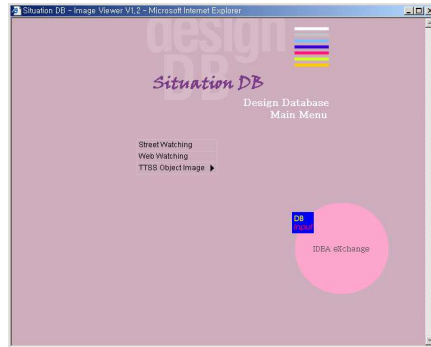 Situation DB - Image Viewer V1,2 - Microsoft Internet Explorer
design
DB
Situation DB
Design Database
Main Menu
Street Watching
Web Watching
TTSS Object Image
DB
Input
IDEA eXchange